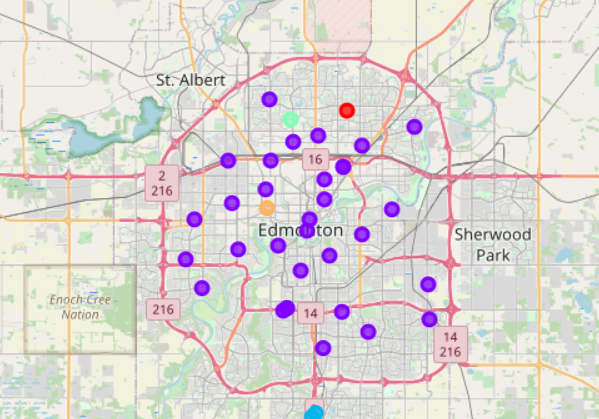 St. Albert
16
2
216
Edmonton
Sherwood
Park
Enoch Cree
Nation
216
14
14
216